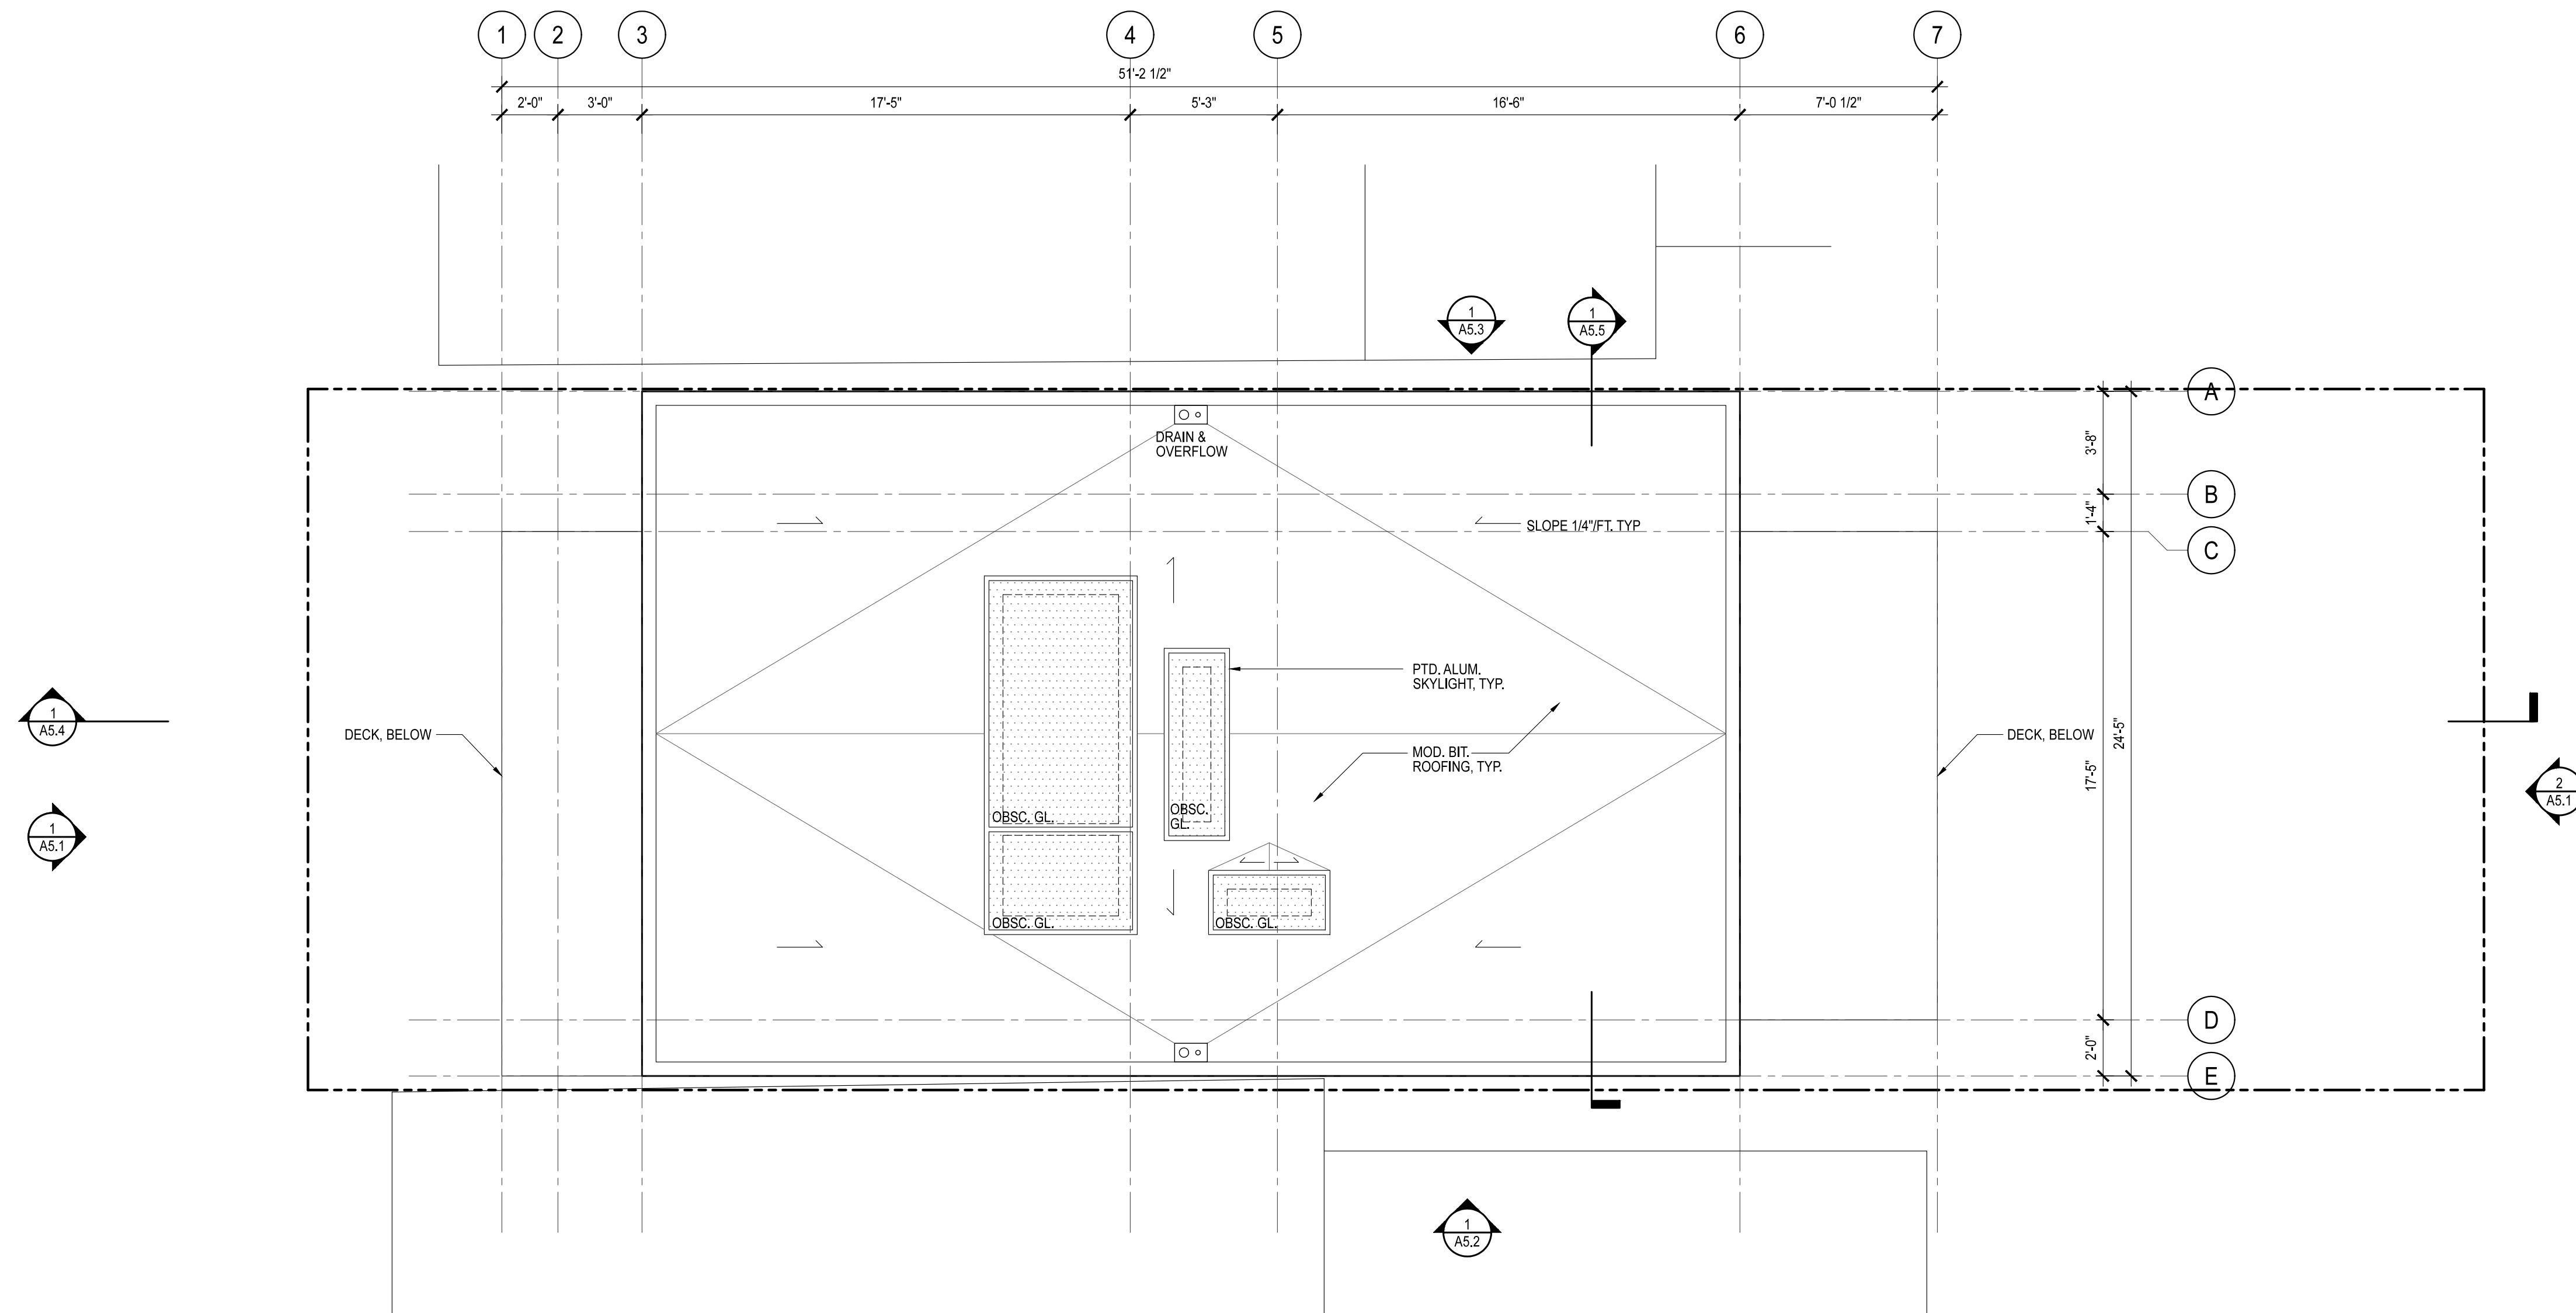 1
2
3
4
5
6
7
51'-2 1/2"
2'-0"
3'-0"
17'-5"
5'-3"
16'-6"
7'-0 1/2"
1
A5.3
1
A5.5
A
DRAIN &
OVERFLOW
3'-8"
B
SLOPE 1/4"/FT. TYP
1'-4"
C
PTD. ALUM.
SKYLIGHT, TYP.
1
A5.4
DECK, BELOW
MOD. BIT.
ROOFING, TYP.
DECK, BELOW
24'-5"
17'-5"
2
A5.1
OBSC. GL.
OBSC.
GL.
1
A5.1
OBSC. GL.
OBSC. GL.
D
2'-0"
E
1
A5.2